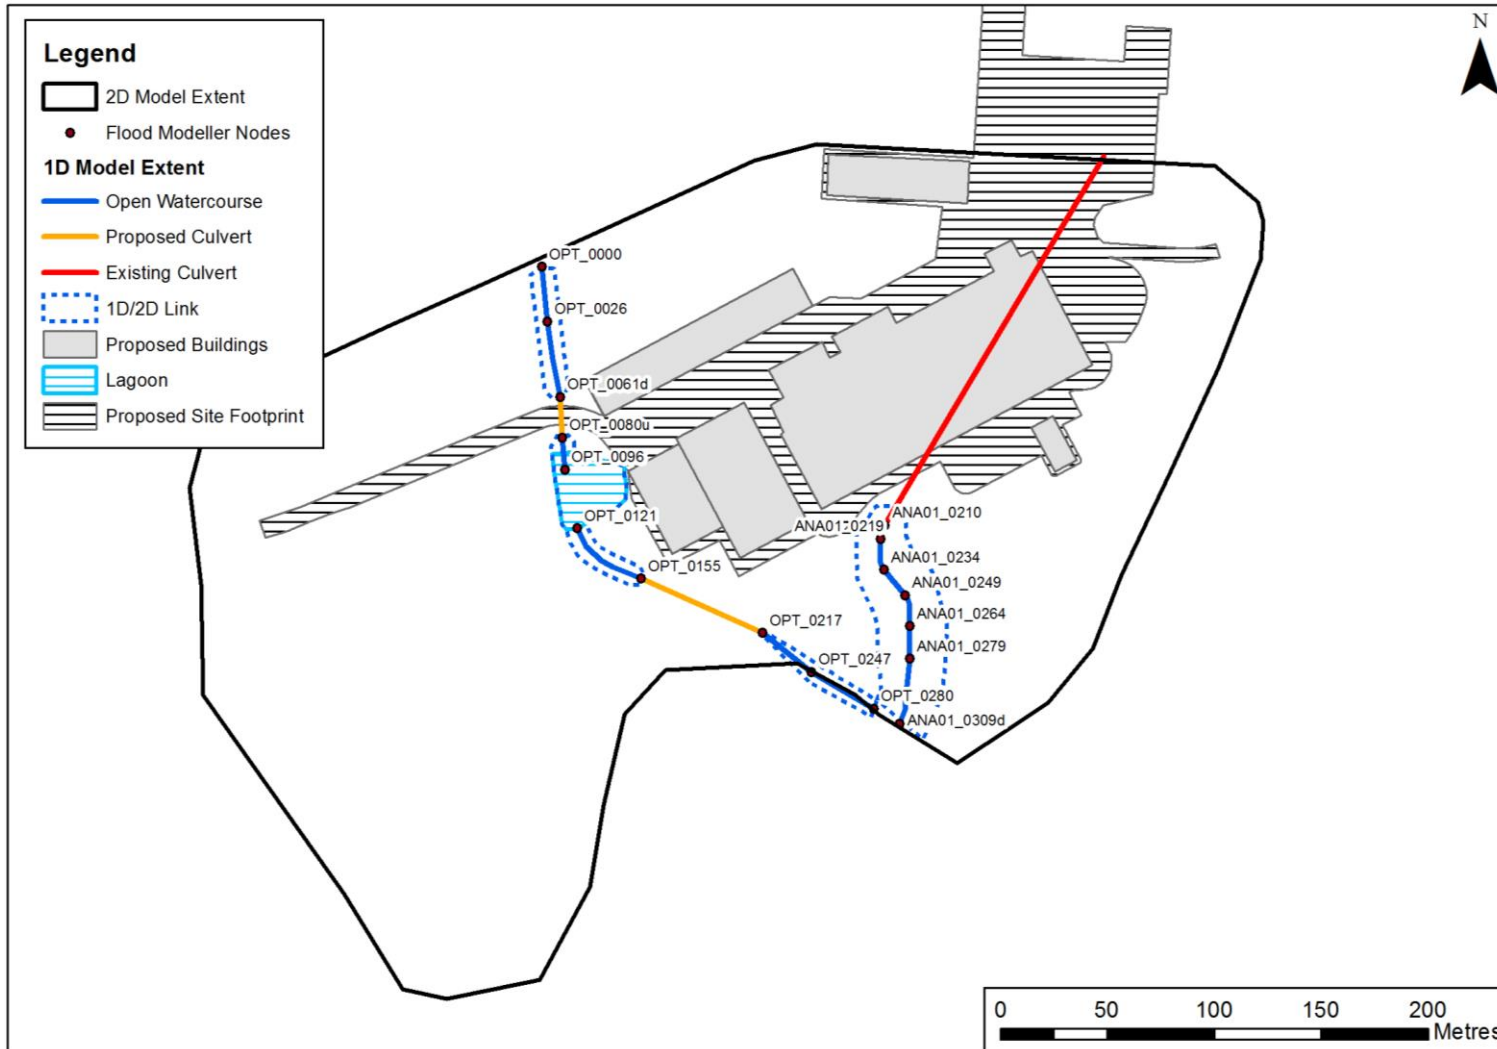 Legend
2D Model Extent
Flood Modeller Nodes
1D Model Extent
Open Watercourse
Proposed Culvert
Existing Culvert
1D/2D Link
Proposed Buildings
Lagoon
Proposed Site Footprint
N
OPT_0000
OPT_0026
OPT_0061d
OPT_0080u
OPT_0096
OPT_0121
OPT_0155
OPT_0217
OPT_0247
OPT_0280
ANA01_0210
ANA01_0219
ANA01_0234
ANA01_0249
ANA01_0264
ANA01_0279
ANA01_0309d
0 50 100 150 200
Metres